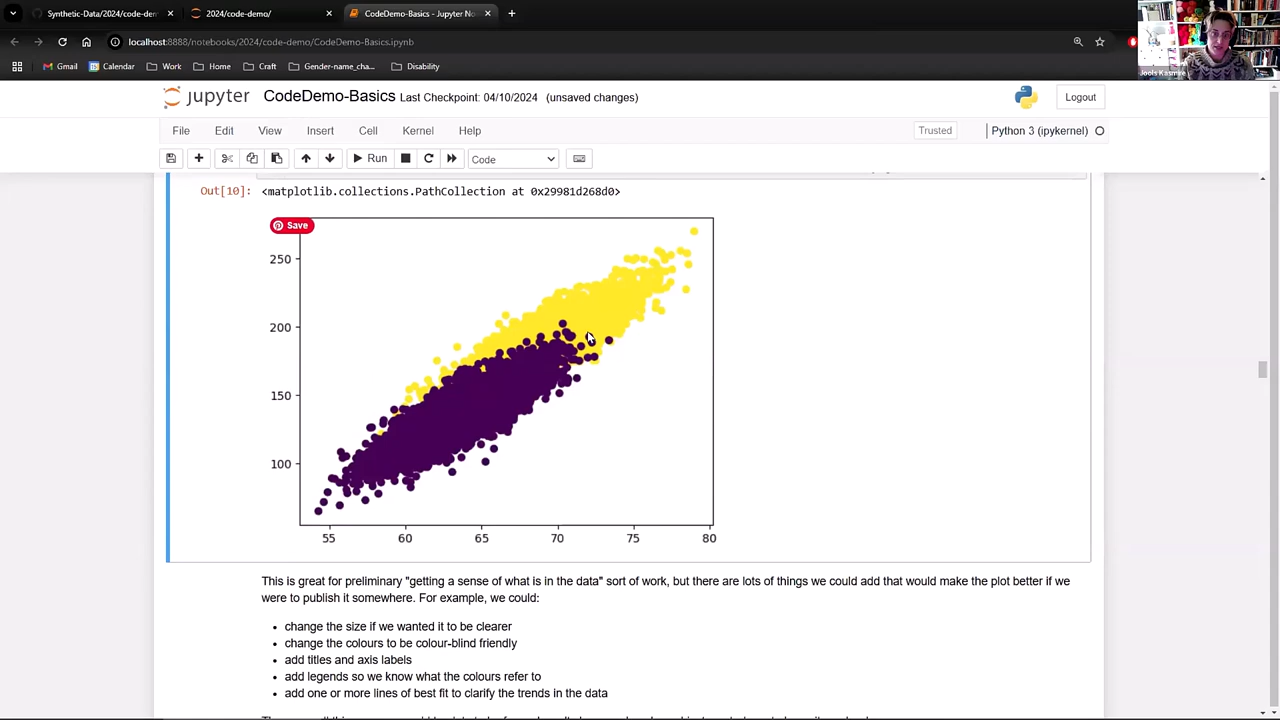 Synthetic-Data/2024/code-dem
2024/code-demo/
CodeDemo-Basics - Jupyter No
localhost:8888/notebooks/2024/code-demo/CodeDemo-Basics.ipynb
Gmail
Calendar
Work
Home
Craft
Gender-name_cha...
Disability
Jools Kasmire
jupyter CodeDemo-Basics Last Checkpoint: 04/10/2024 (unsaved changes)
Logout
File Edit View Insert Cell Kernel Help
Trusted
Python 3 (ipykernel)
Run
Code
Out[10]: <matplotlib.collections.PathCollection at 0x29981d268d0>
Save
250
200
150
100
55 60 65 70 75 80
This is great for preliminary "getting a sense of what is in the data" sort of work, but there are lots of things we could add that would make the plot better if we
were to publish it somewhere. For example, we could:
• change the size if we wanted it to be clearer
• change the colours to be colour-blind friendly
• add titles and axis labels
• add legends so we know what the colours refer to
• add one or more lines of best fit to clarify the trends in the data